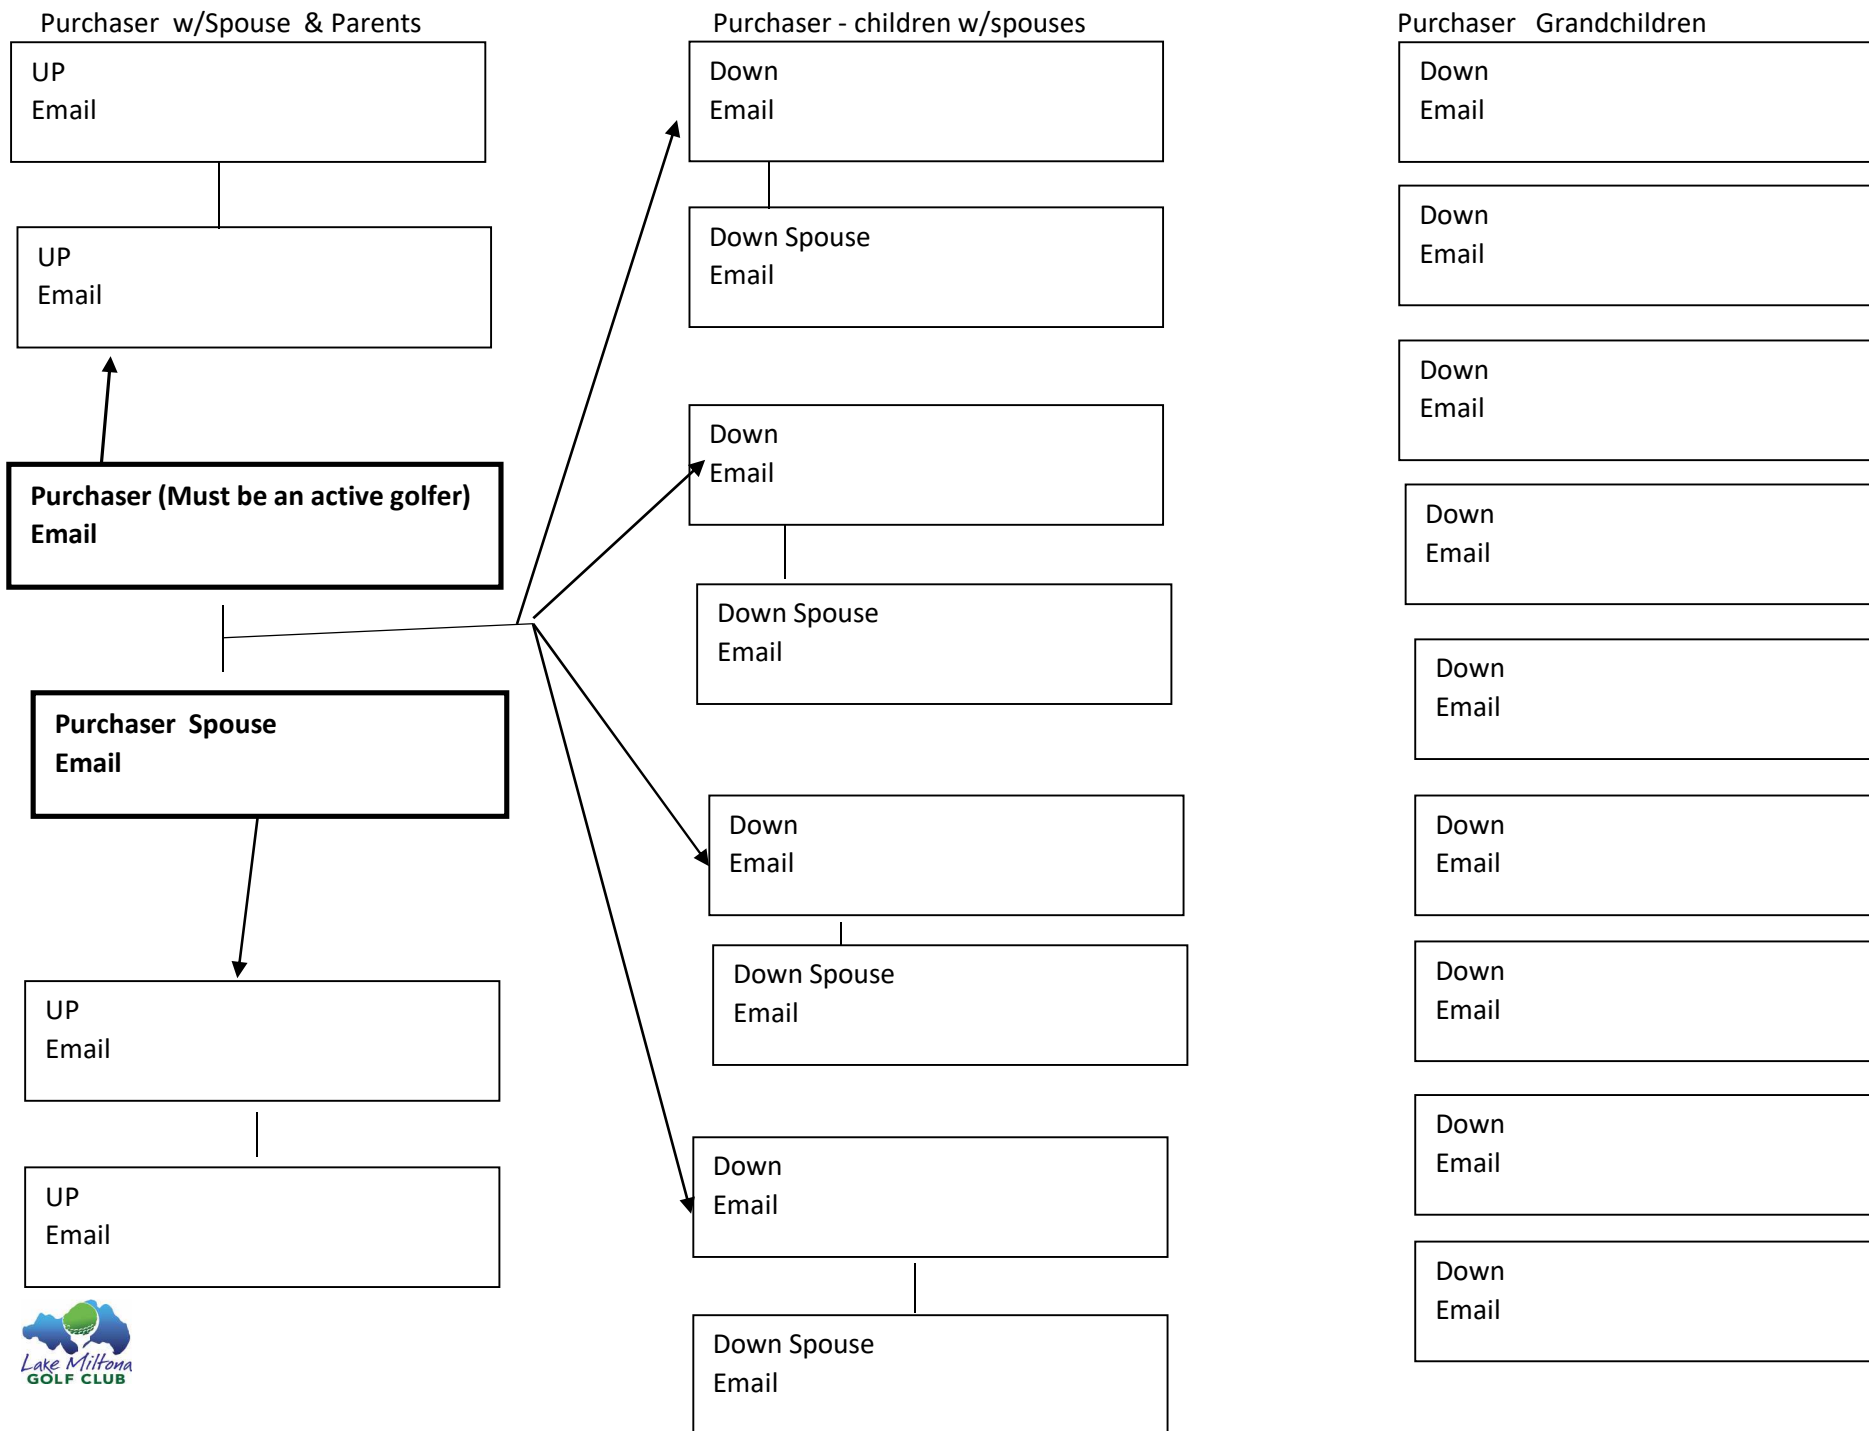 Purchaser  w/Spouse  & Parents
UP
Email
UP
Email
Purchaser (Must be an active golfer)
Email
Purchaser  Spouse
Email
UP
Email
UP
Email
Lake Miltona
GOLF CLUB
Purchaser - children w/spouses
Down
Email
Down Spouse
Email
Down
Email
Down Spouse
Email
Down
Email
Down Spouse
Email
Down
Email
Down Spouse
Email
Purchaser   Grandchildren
Down
Email
Down
Email
Down
Email
Down
Email
Down
Email
Down
Email
Down
Email
Down
Email
Down
Email